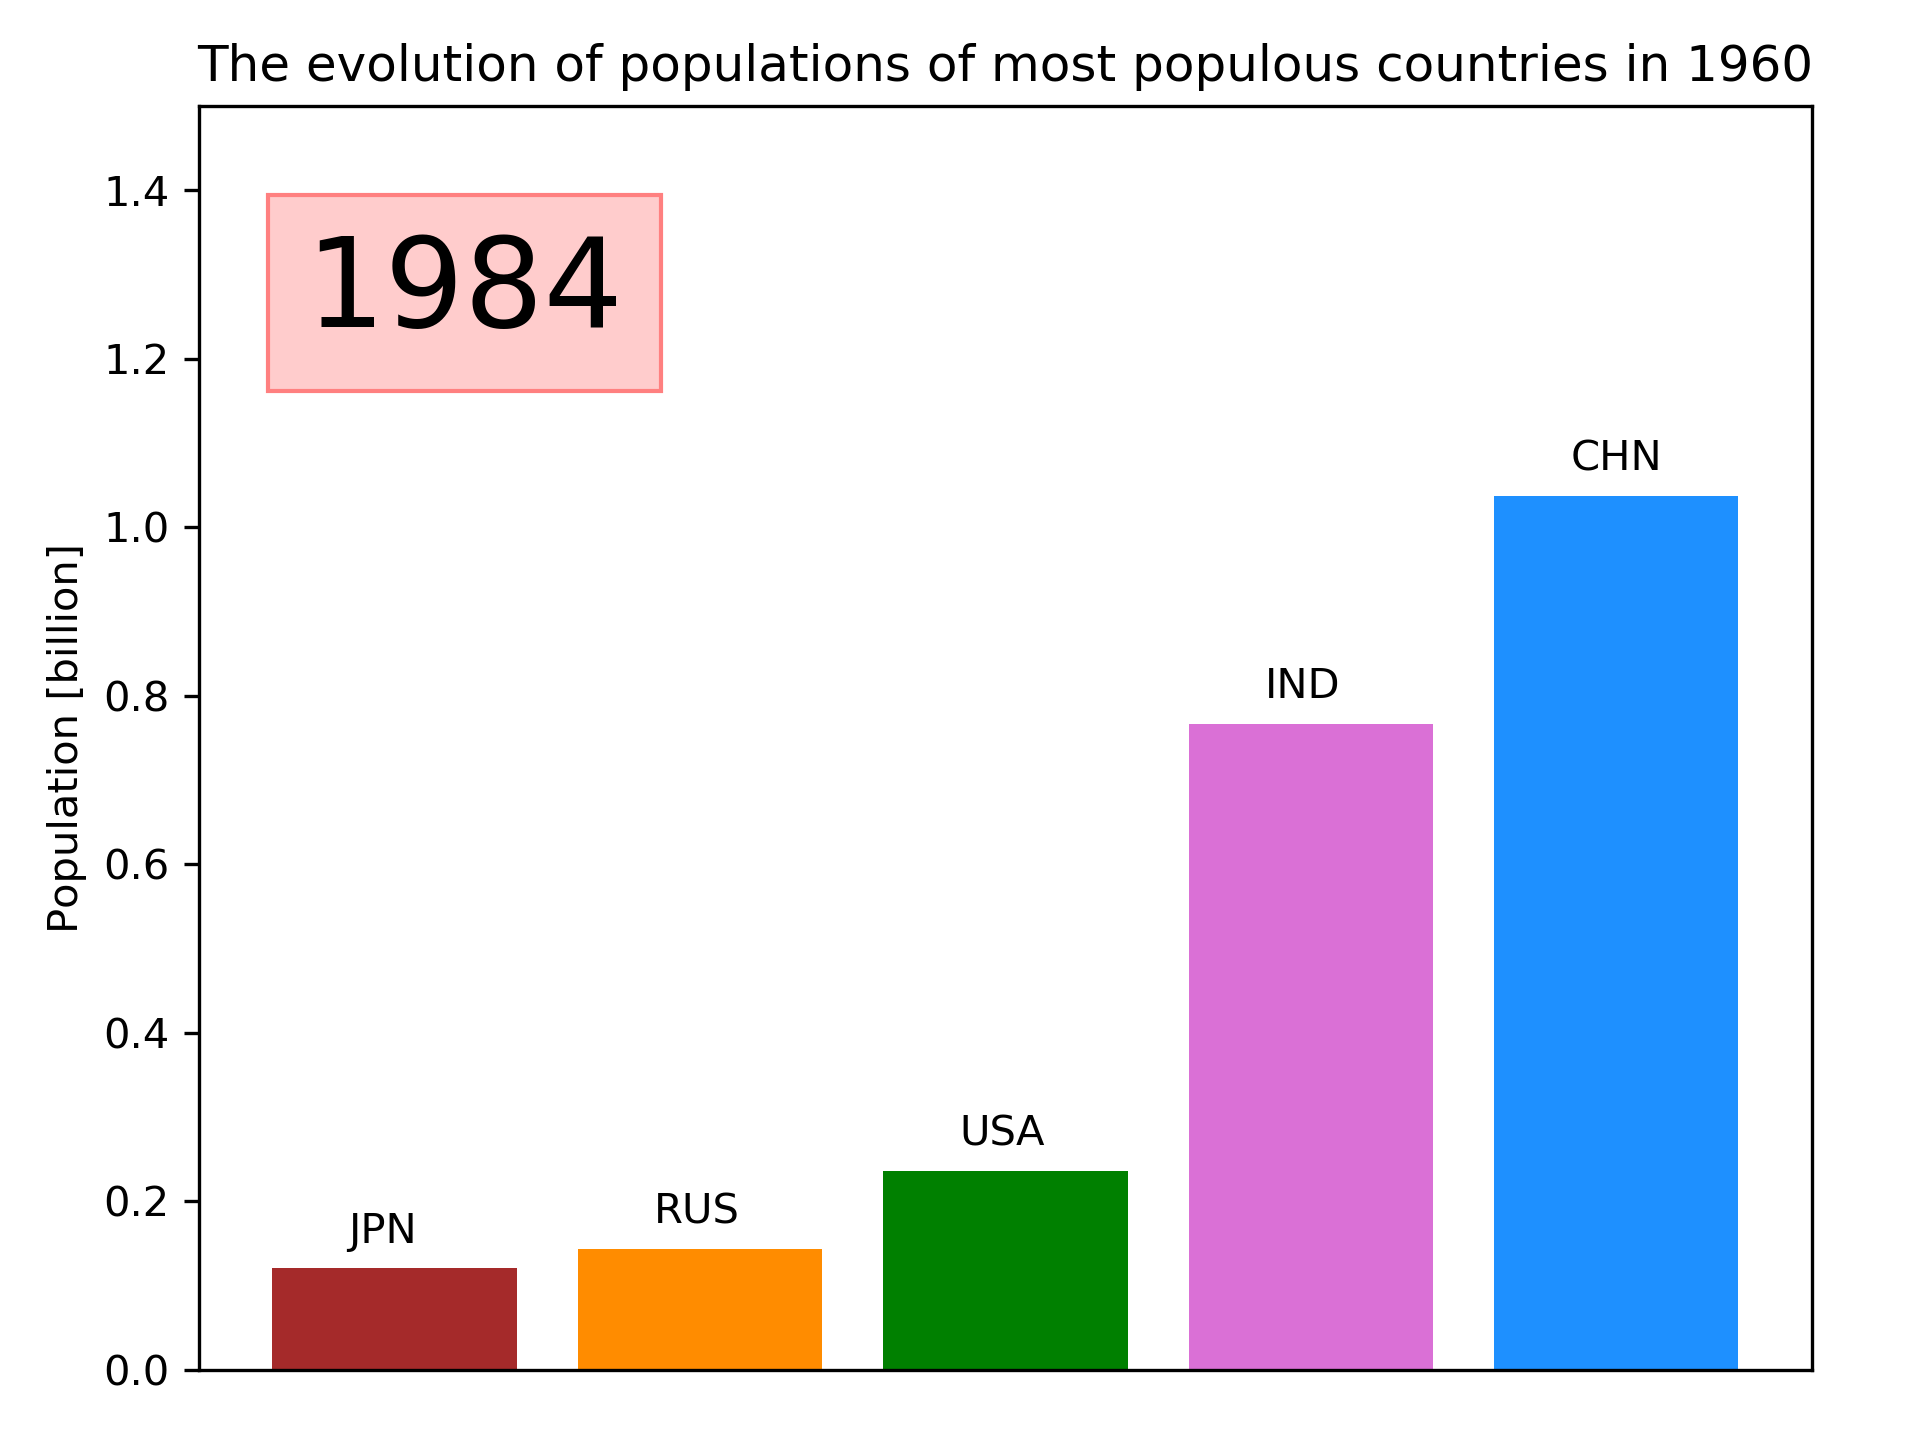 The evolution of populations of most populous countries in 1960
1984
1.4
1.2
1.0
0.8
0.6
0.4
0.2
0.0
Population [billion]
JPN
RUS
USA
IND
CHN